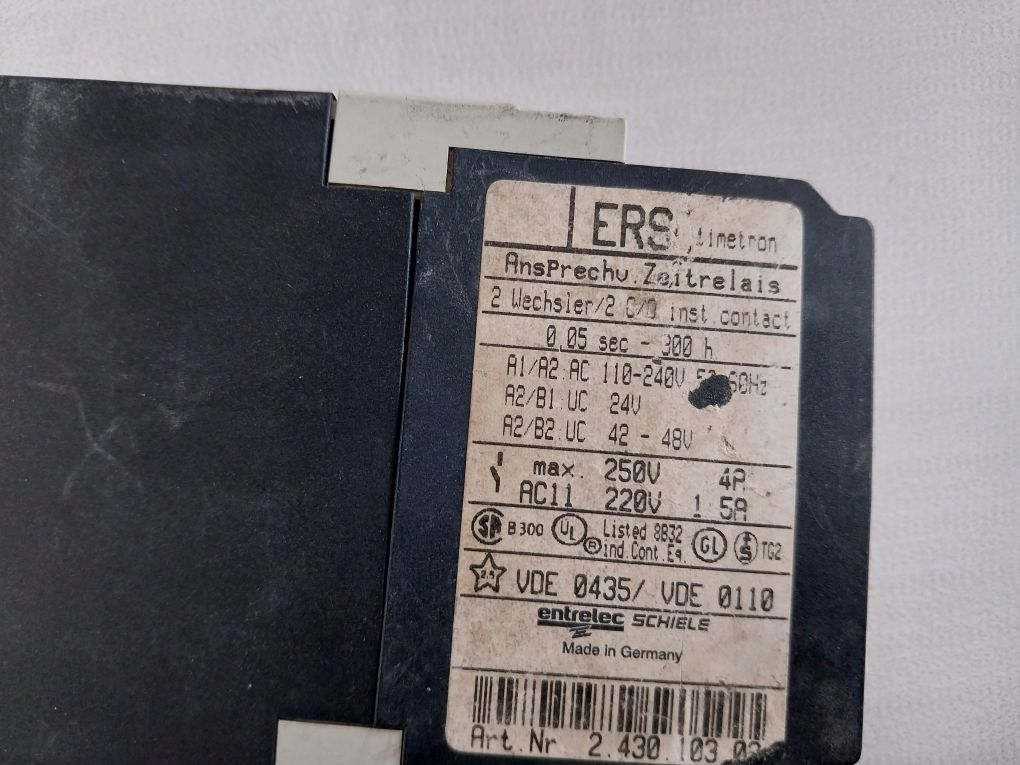 ERS timetron
AnsPrechv.Zeitrelais
2 Wechsler/2 C/O inst.contact
0,05 sec - 300 h
A1/A2.AC 110-240V
A2/B1.UC 24V
A2/B2.UC 42 - 48V
max. 250V 4A
AC11 220V 1.5A
SA B300 UL ® Listed 8B32 GL S TG2
ind.Cont.Eq.
2.5 VDE 0435/ VDE 0110
entrelec SCHIELE
Made in Germany
Art.Nr 2.430.103